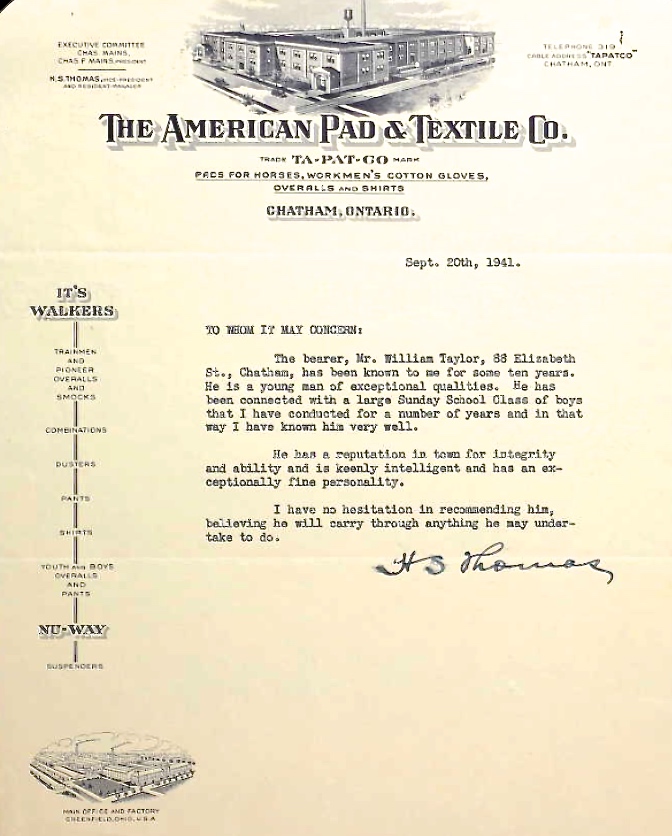 EXECUTIVE COMMITTEE
CHAS. MAINS,
CHAS. F. MAINS, PRESIDENT
H.S. THOMAS, VICE-PRESIDENT
AND RESIDENT-MANAGER
TELEPHONE 319
CABLE ADDRESS "TAPATCO"
CHATHAM, ONT
THE AMERICAN PAD & TEXTILE CO.
TRADE TA-PAT-CO MARK
PADS FOR HORSES, WORKMEN'S COTTON GLOVES,
OVERALLS AND SHIRTS
CHATHAM, ONTARIO.
Sept. 20th, 1941.
IT'S
WALKERS
TRAINMEN
AND
PIONEER
OVERALLS
AND
SMOCKS
COMBINATIONS
DUSTERS
PANTS
SHIRTS
YOUTH AND BOYS
OVERALLS
AND
PANTS
NU-WAY
SUSPENDERS
TO WHOM IT MAY CONCERN:
The bearer, Mr. William Taylor, 88 Elizabeth
St., Chatham, has been known to me for some ten years.
He is a young man of exceptional qualities. He has
been connected with a large Sunday School Class of boys
that I have conducted for a number of years and in that
way I have known him very well.
He has a reputation in town for integrity
and ability and is keenly intelligent and has an ex-
ceptionally fine personality.
I have no hesitation in recommending him,
believing he will carry through anything he may under-
take to do.
H S Thomas
MAIN OFFICE AND FACTORY
GREENFIELD, OHIO, U.S.A